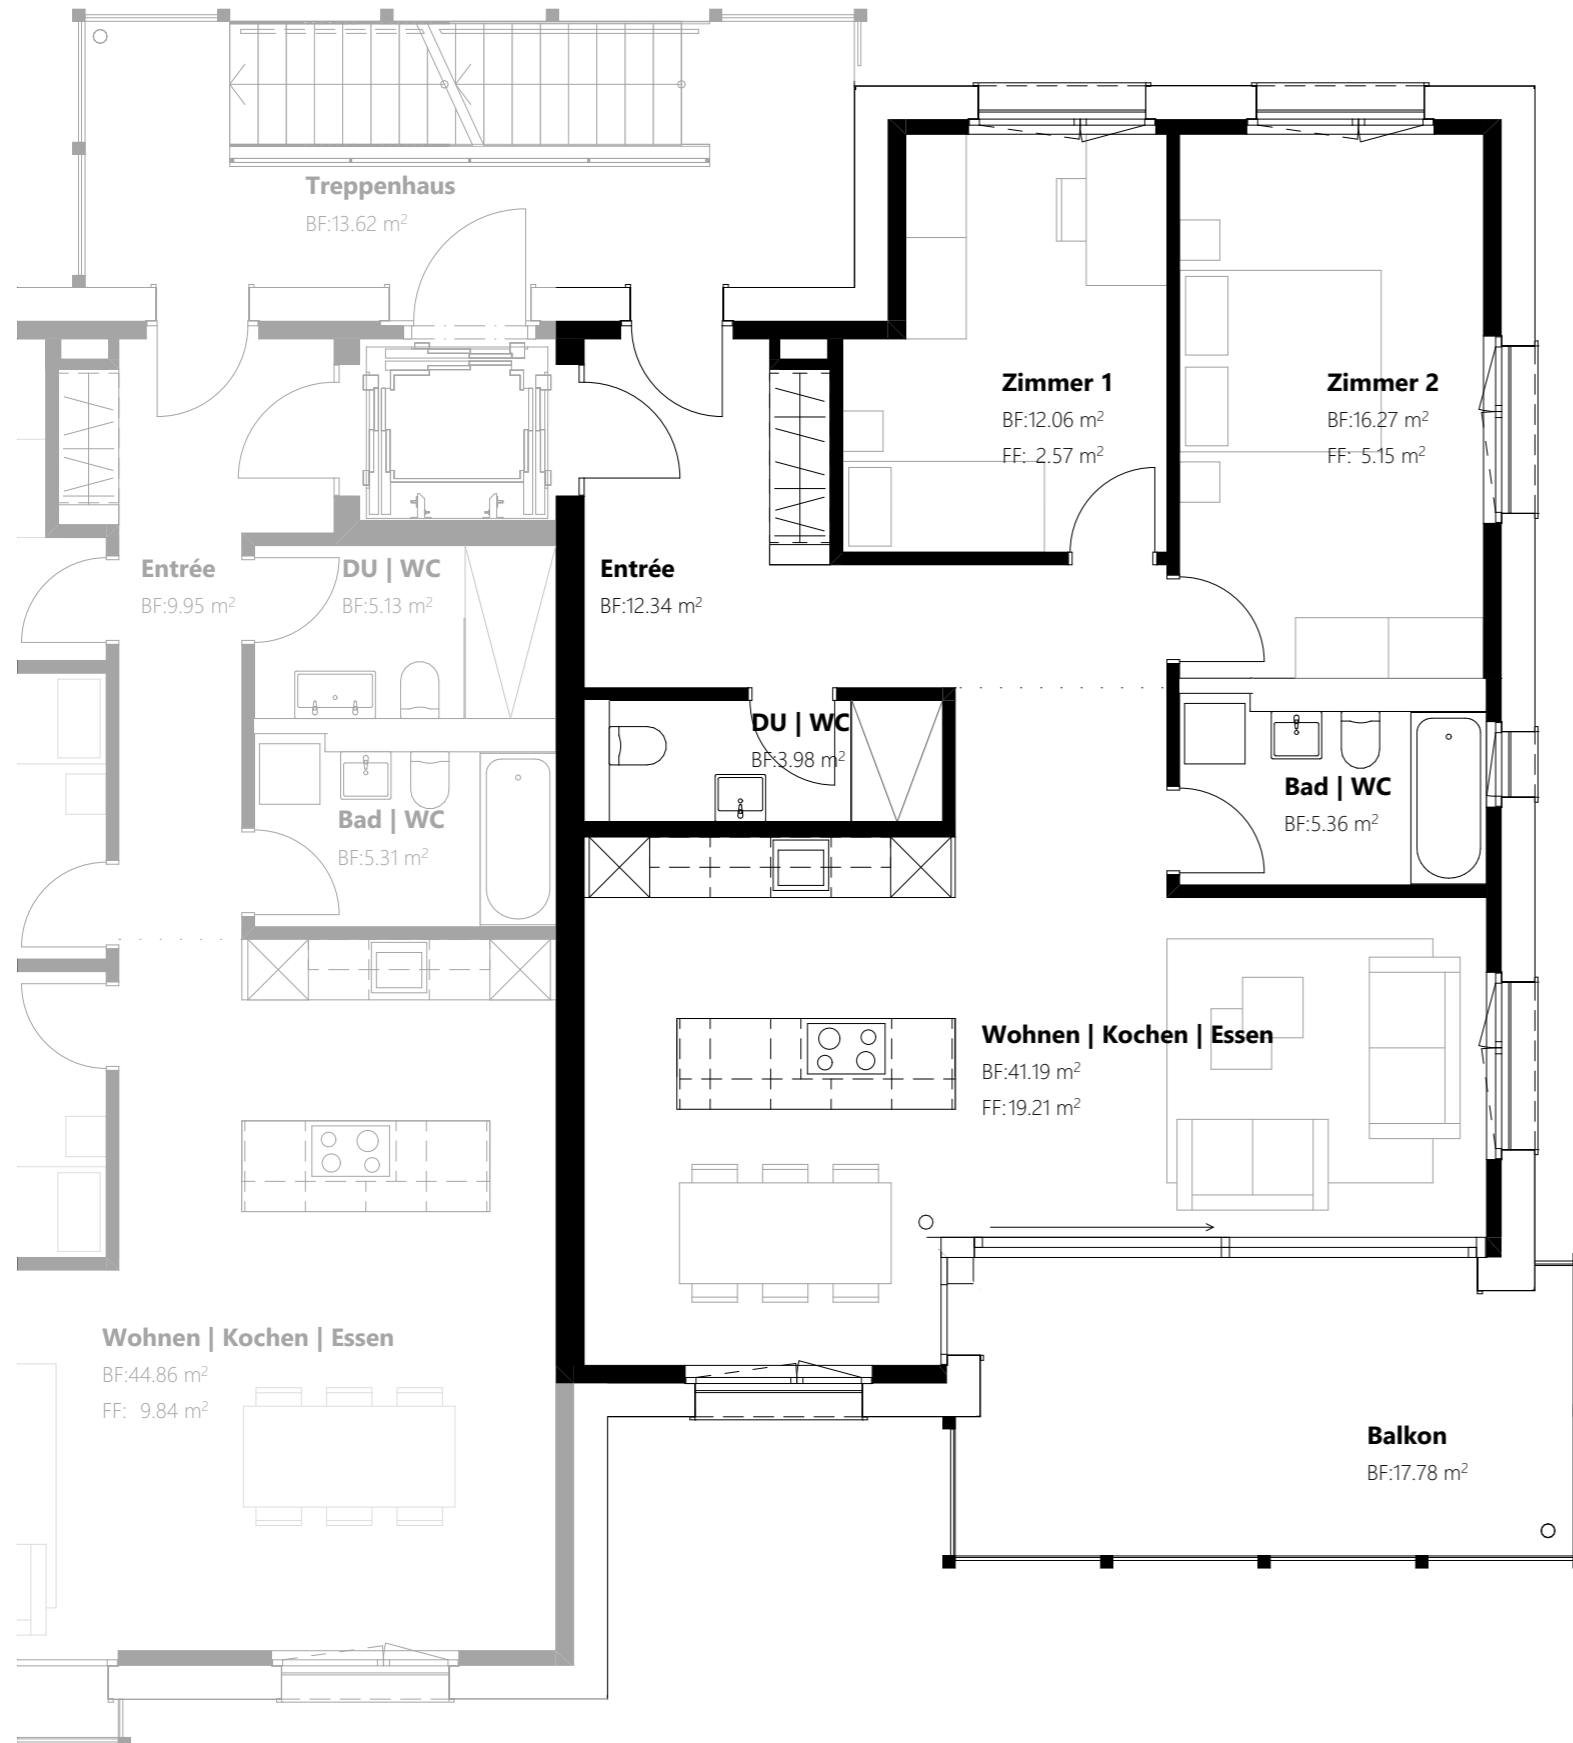 Treppenhaus
BF:13.62 m²
Zimmer 1
BF:12.06 m²
FF: 2.57 m²
Zimmer 2
BF:16.27 m²
FF: 5.15 m²
Entrée
BF:9.95 m²
DU | WC
BF:5.13 m²
Entrée
BF:12.34 m²
DU | WC
BF:3.98 m²
Bad | WC
BF:5.36 m²
Bad | WC
BF:5.31 m²
Wohnen | Kochen | Essen
BF:41.19 m²
FF:19.21 m²
Wohnen | Kochen | Essen
BF:44.86 m²
FF: 9.84 m²
Balkon
BF:17.78 m²